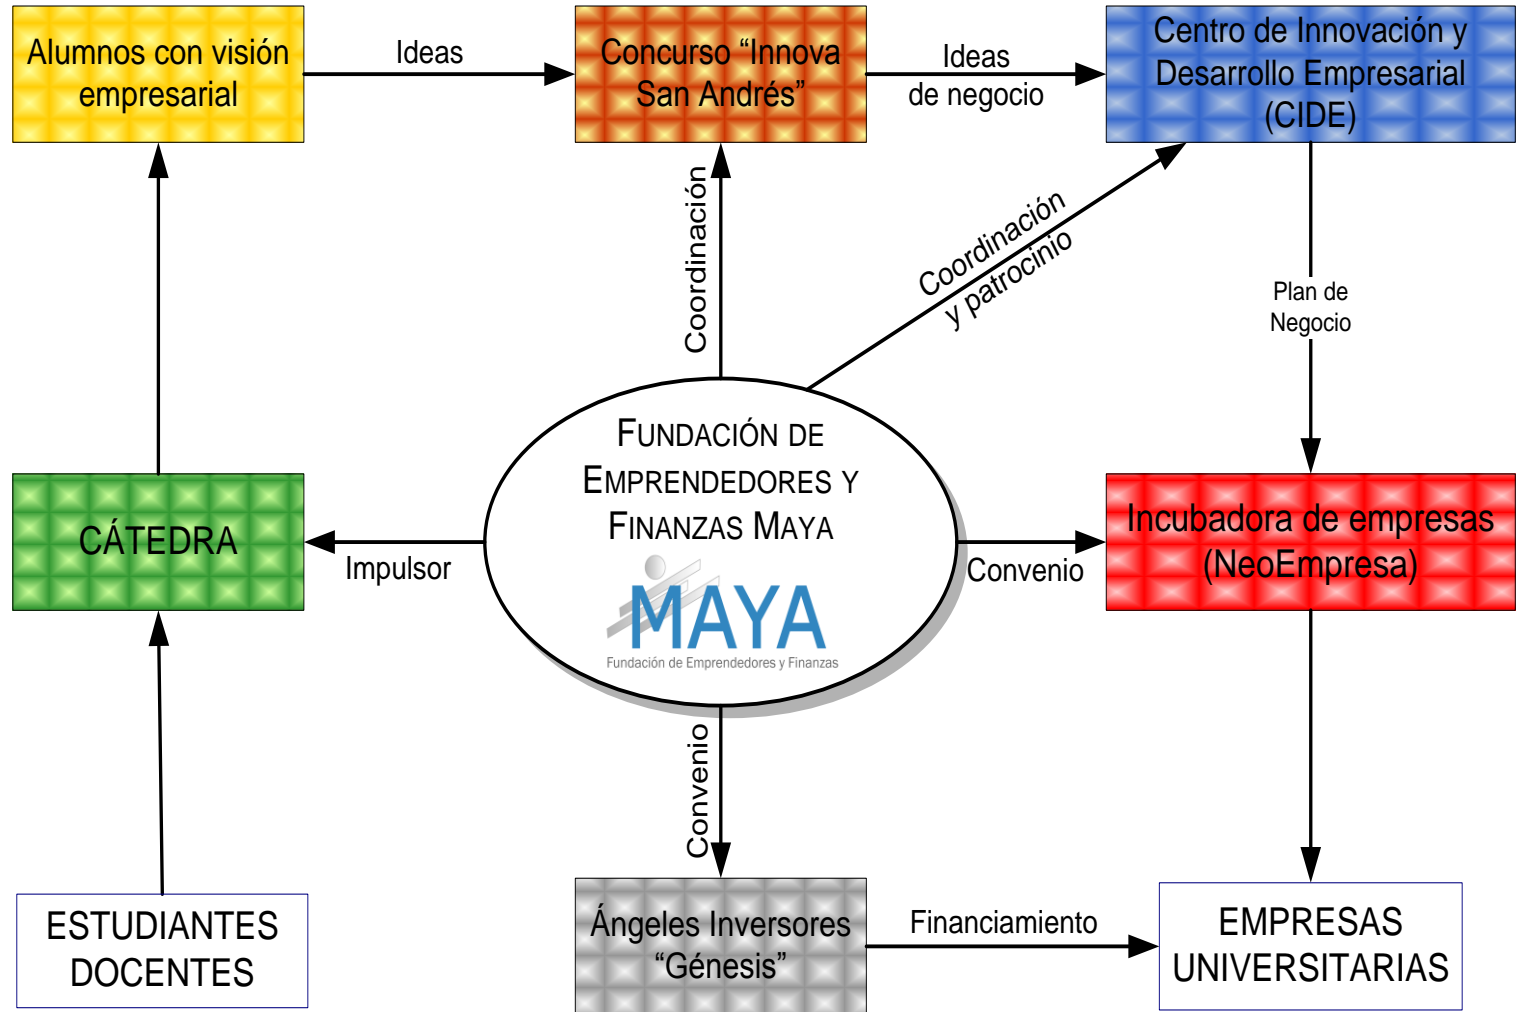 Alumnos con visión
empresarial
Ideas
Concurso “Innova
San Andrés”
Ideas
de negocio
Centro de Innovación y
Desarrollo Empresarial
(CIDE)
Coordinación
Coordinación
y patrocinio
Plan de
Negocio
FUNDACIÓN DE
EMPRENDEDORES Y
FINANZAS MAYA
MAYA
Fundación de Emprendedores y Finanzas
CÁTEDRA
Impulsor
Convenio
Incubadora de empresas
(NeoEmpresa)
Convenio
ESTUDIANTES
DOCENTES
Ángeles Inversores
“Génesis”
Financiamiento
EMPRESAS
UNIVERSITARIAS